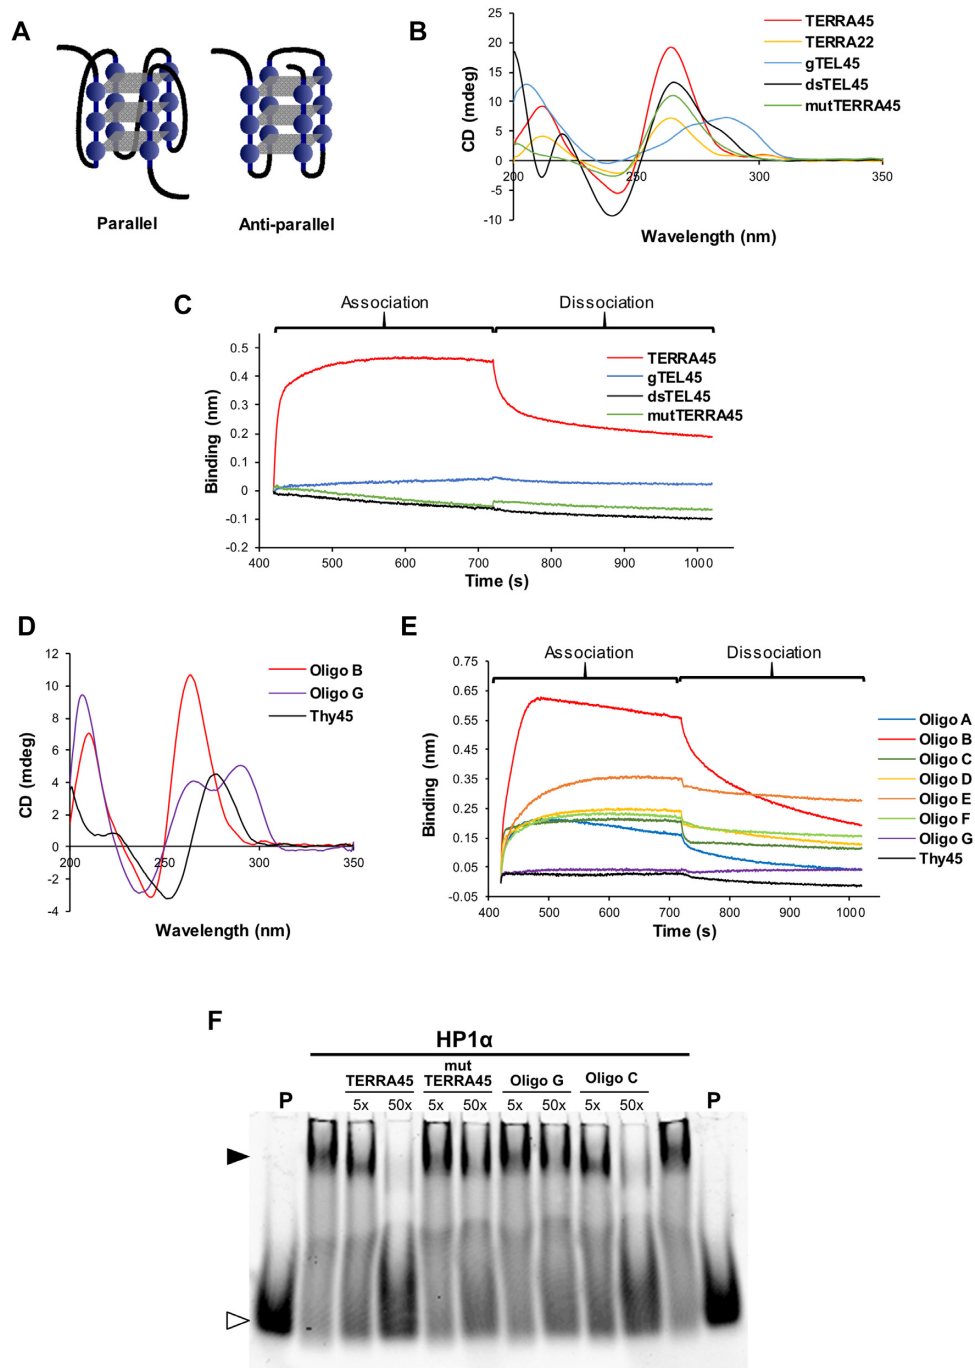 A
Parallel
Anti-parallel
B
CD (mdeg)
25
20
15
10
5
0
-5
-10
200
250
300
350
Wavelength (nm)
TERRA45
TERRA22
gTEL45
dsTEL45
mutTERRA45
C
Association
Dissociation
Binding (nm)
0.5
0.4
0.3
0.2
0.1
0
-0.1
-0.2
400
500
600
700
800
900
1000
Time (s)
TERRA45
gTEL45
dsTEL45
mutTERRA45
D
CD (mdeg)
12
10
8
6
4
2
0
-2
-4
200
250
300
350
Wavelength (nm)
Oligo B
Oligo G
Thy45
E
Association
Dissociation
Binding (nm)
0.75
0.65
0.55
0.45
0.35
0.25
0.15
0.05
-0.05
400
500
600
700
800
900
1000
Time (s)
Oligo A
Oligo B
Oligo C
Oligo D
Oligo E
Oligo F
Oligo G
Thy45
F
HP1α
TERRA45
mut
TERRA45
Oligo G
Oligo C
P
5x
50x
5x
50x
5x
50x
5x
50x
P